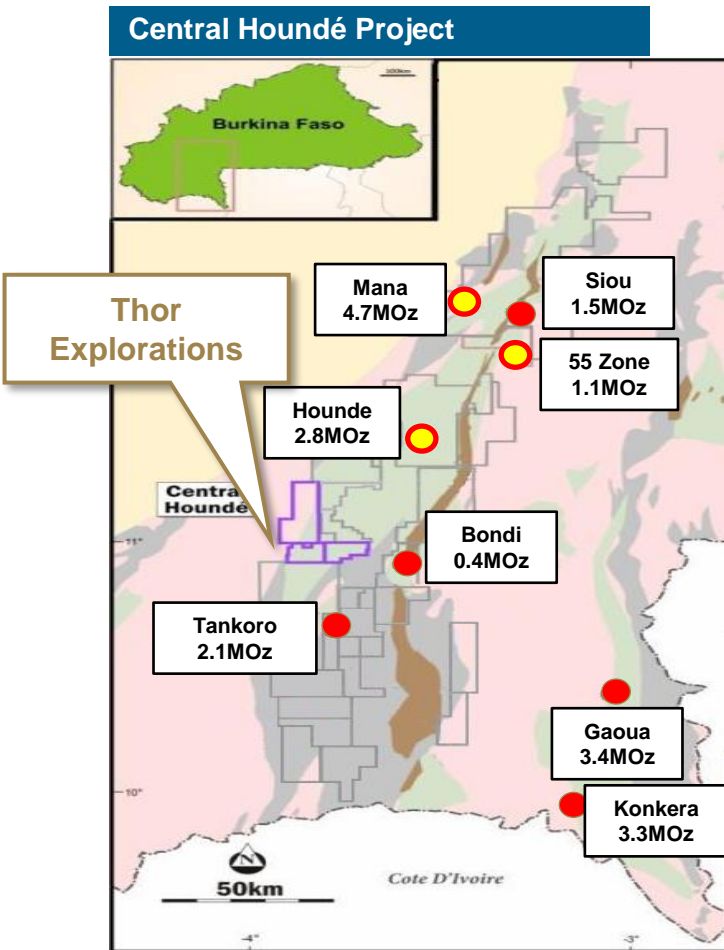 Central Houndé Project
100km
Burkina Faso
Mana
4.7MOz
Siou
1.5MOz
Thor
Explorations
55 Zone
1.1MOz
Hounde
2.8MOz
Central
Houndé
11°
Bondi
0.4MOz
Tankoro
2.1MOz
Gaoua
3.4MOz
10°
Konkera
3.3MOz
N
50km
Cote D'Ivoire
-4°
-3°